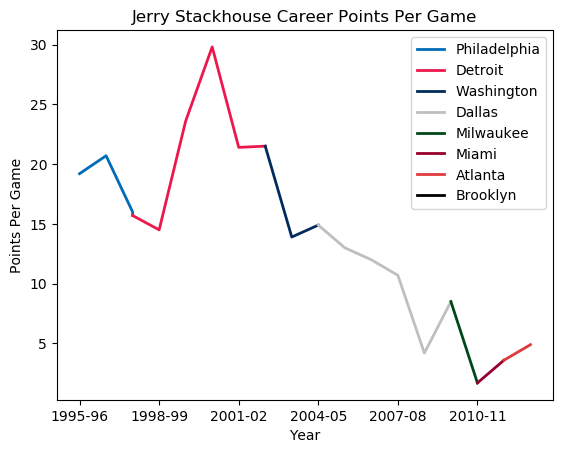 Jerry Stackhouse Career Points Per Game
30
25
20
15
10
5
Points Per Game
Philadelphia
Detroit
Washington
Dallas
Milwaukee
Miami
Atlanta
Brooklyn
1995-96 1998-99 2001-02 2004-05 2007-08 2010-11
Year